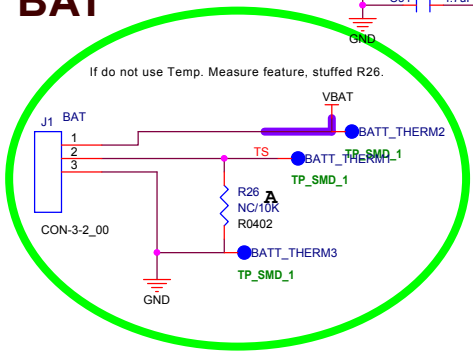 BAT
GND
If do not use Temp. Measure feature, stuffed R26.
VBAT
J1 BAT
1
BATT_THERM2
TP_SMD_1
2
TS
BATT_THERM1
TP_SMD_1
3
R26 A
NC/10K
R0402
CON-3-2_00
BATT_THERM3
TP_SMD_1
GND